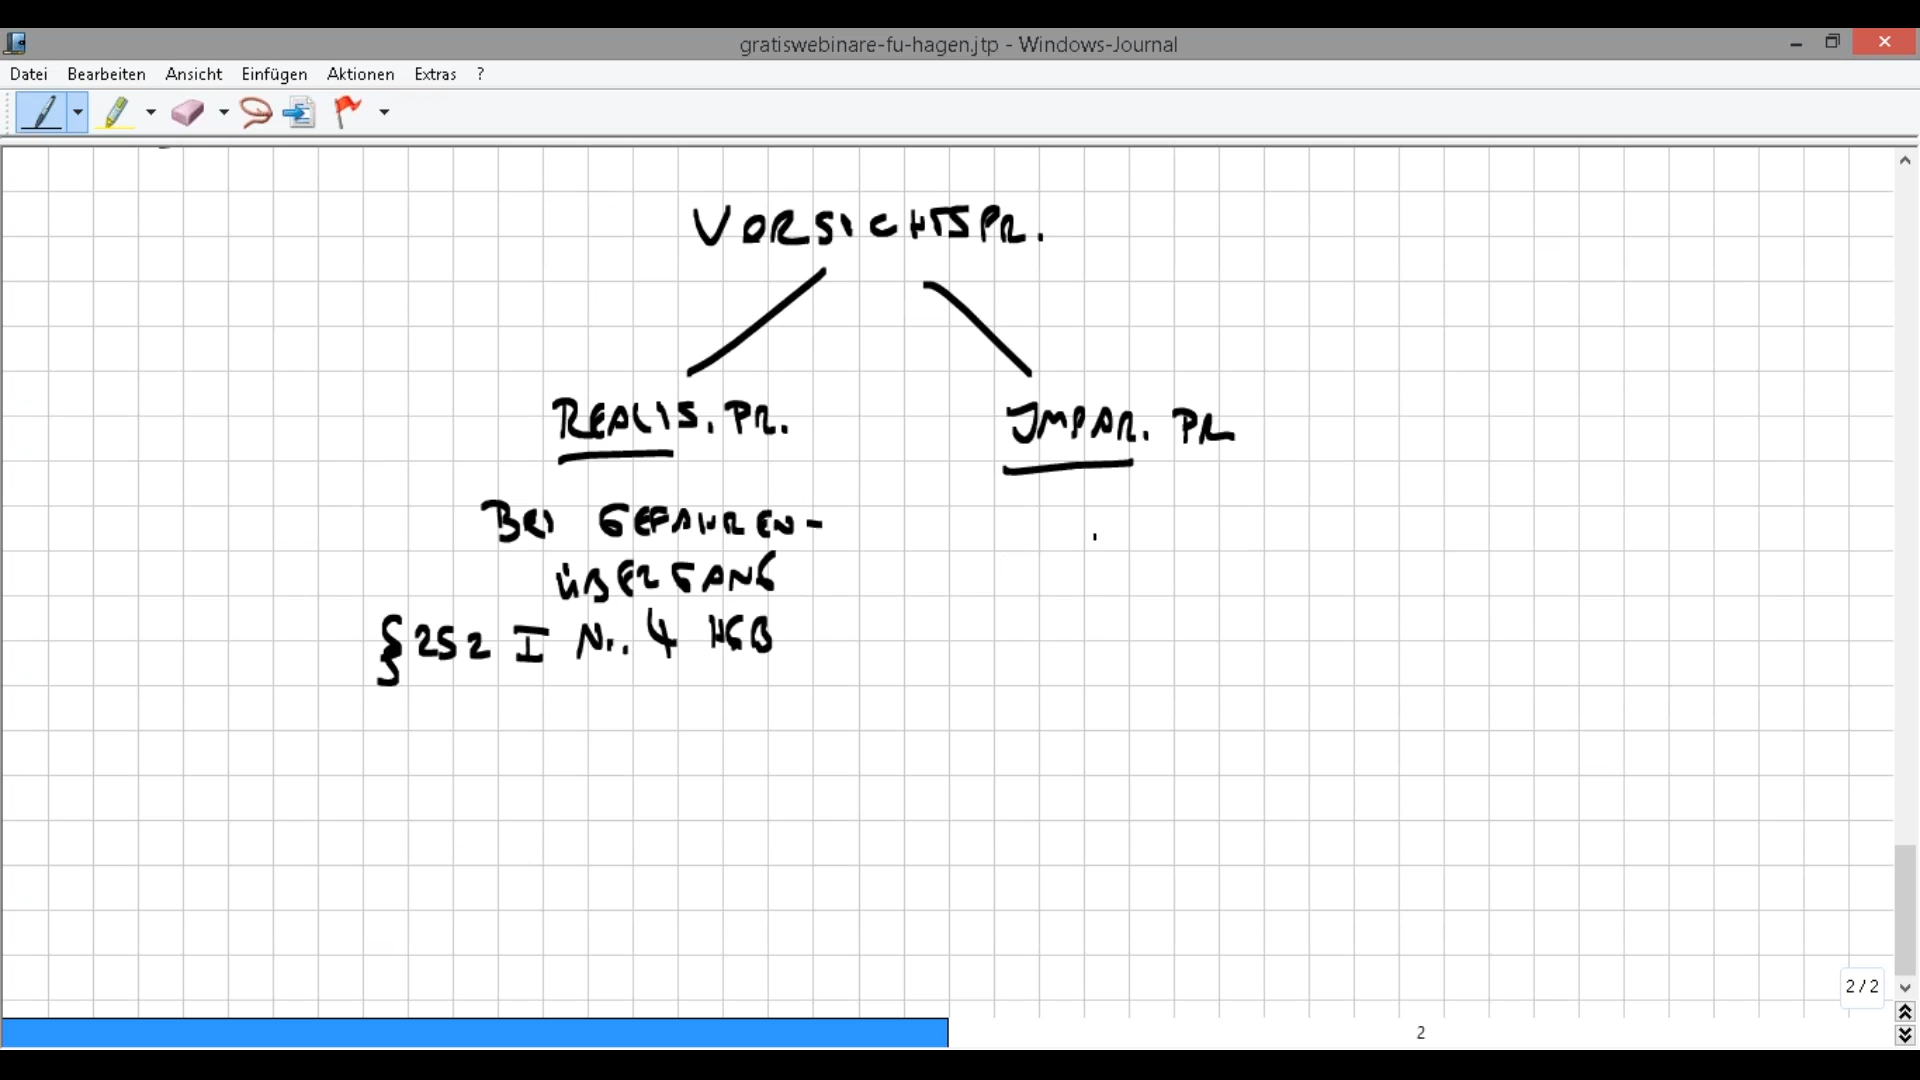 gratiswebinare-fu-hagen.jtp - Windows-Journal
Datei Bearbeiten Ansicht Einfügen Aktionen Extras ?
VORSICHTSPR.
REALIS. PR. IMPAR. PR
BEI GEFAHREN-
ÜBERGANG
§252 I Nr. 4 HGB
2 / 2
2